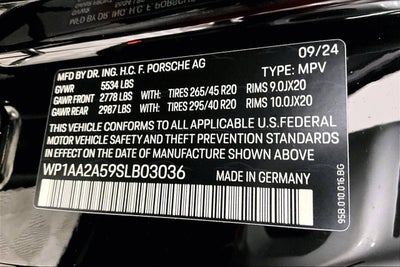 09/24
MFD BY DR. ING. H.C. F. PORSCHE AG
GVWR 5534 LBS TYPE: MPV
GAWR FRONT 2778 LBS WITH TIRES 265/45 R20 RIMS 9.0JX20
GAWR REAR 2987 LBS WITH TIRES 295/40 R20 RIMS 10.0JX20
THIS VEHICLE CONFORMS TO ALL APPLICABLE U.S.FEDERAL
MOTOR VEHICLE SAFETY AND THEFT PREVENTION STANDARDS
IN EFFECT ON THE DATE OF MANUFACTURE SHOWN ABOVE.
WP1AA2A59SLB03036 MADE IN GERMANY
95B.010.016.BG